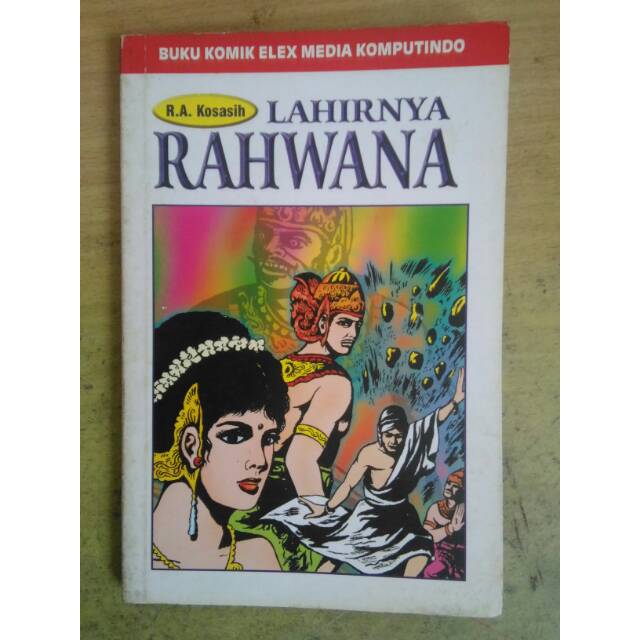 BUKU KOMIK ELEX MEDIA KOMPUTINDO
R.A. Kosasih
LAHIRNYA
RAHWANA